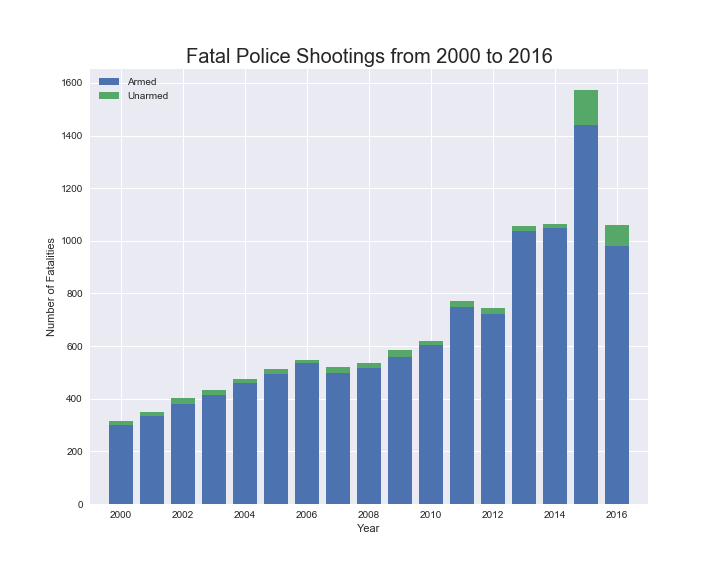 Fatal Police Shootings from 2000 to 2016
Armed
Unarmed
1600
1400
1200
1000
800
600
400
200
0
Number of Fatalities
2000 2002 2004 2006 2008 2010 2012 2014 2016
Year